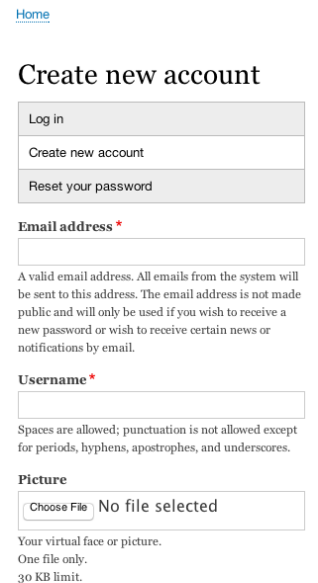 Home
Create new account
Log in
Create new account
Reset your password
Email address *
A valid email address. All emails from the system will
be sent to this address. The email address is not made
public and will only be used if you wish to receive a
new password or wish to receive certain news or
notifications by email.
Username *
Spaces are allowed; punctuation is not allowed except
for periods, hyphens, apostrophes, and underscores.
Picture
Choose File No file selected
Your virtual face or picture.
One file only.
30 KB limit.